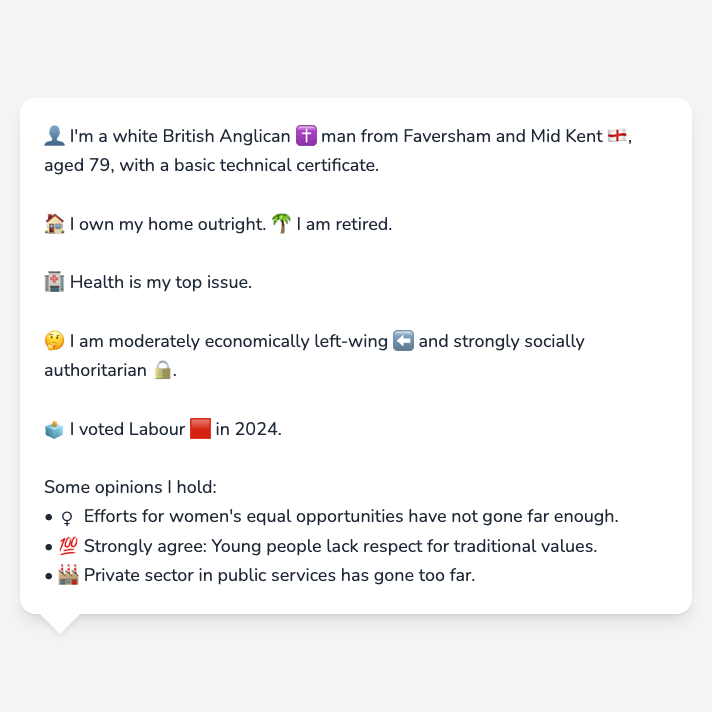 👤 I'm a white British Anglican ✝️ man from Faversham and Mid Kent 🏴󠁧󠁢󠁥󠁮󠁧󠁿,
aged 79, with a basic technical certificate.
🏠 I own my home outright. 🌴 I am retired.
🏥 Health is my top issue.
🤔 I am moderately economically left-wing ⬅️ and strongly socially
authoritarian 🔒.
🗳️ I voted Labour 🟥 in 2024.
Some opinions I hold:
• ♀ Efforts for women's equal opportunities have not gone far enough.
• 💯 Strongly agree: Young people lack respect for traditional values.
• 🏭 Private sector in public services has gone too far.